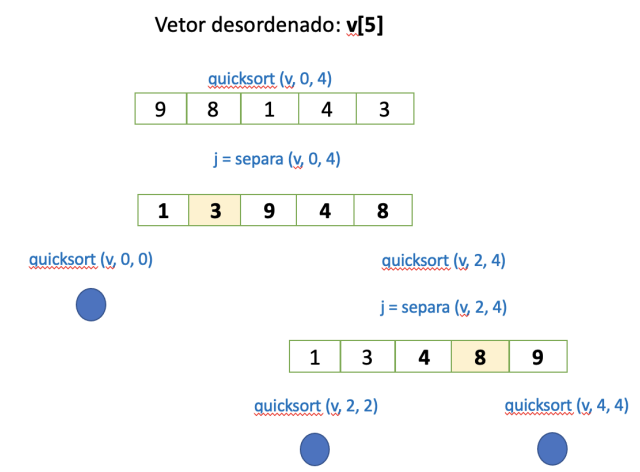 Vetor desordenado: v[5]
quicksort (v, 0, 4)
9 8 1 4 3
j = separa (v, 0, 4)
1 3 9 4 8
quicksort (v, 0, 0) quicksort (v, 2, 4)
j = separa (v, 2, 4)
1 3 4 8 9
quicksort (v, 2, 2) quicksort (v, 4, 4)